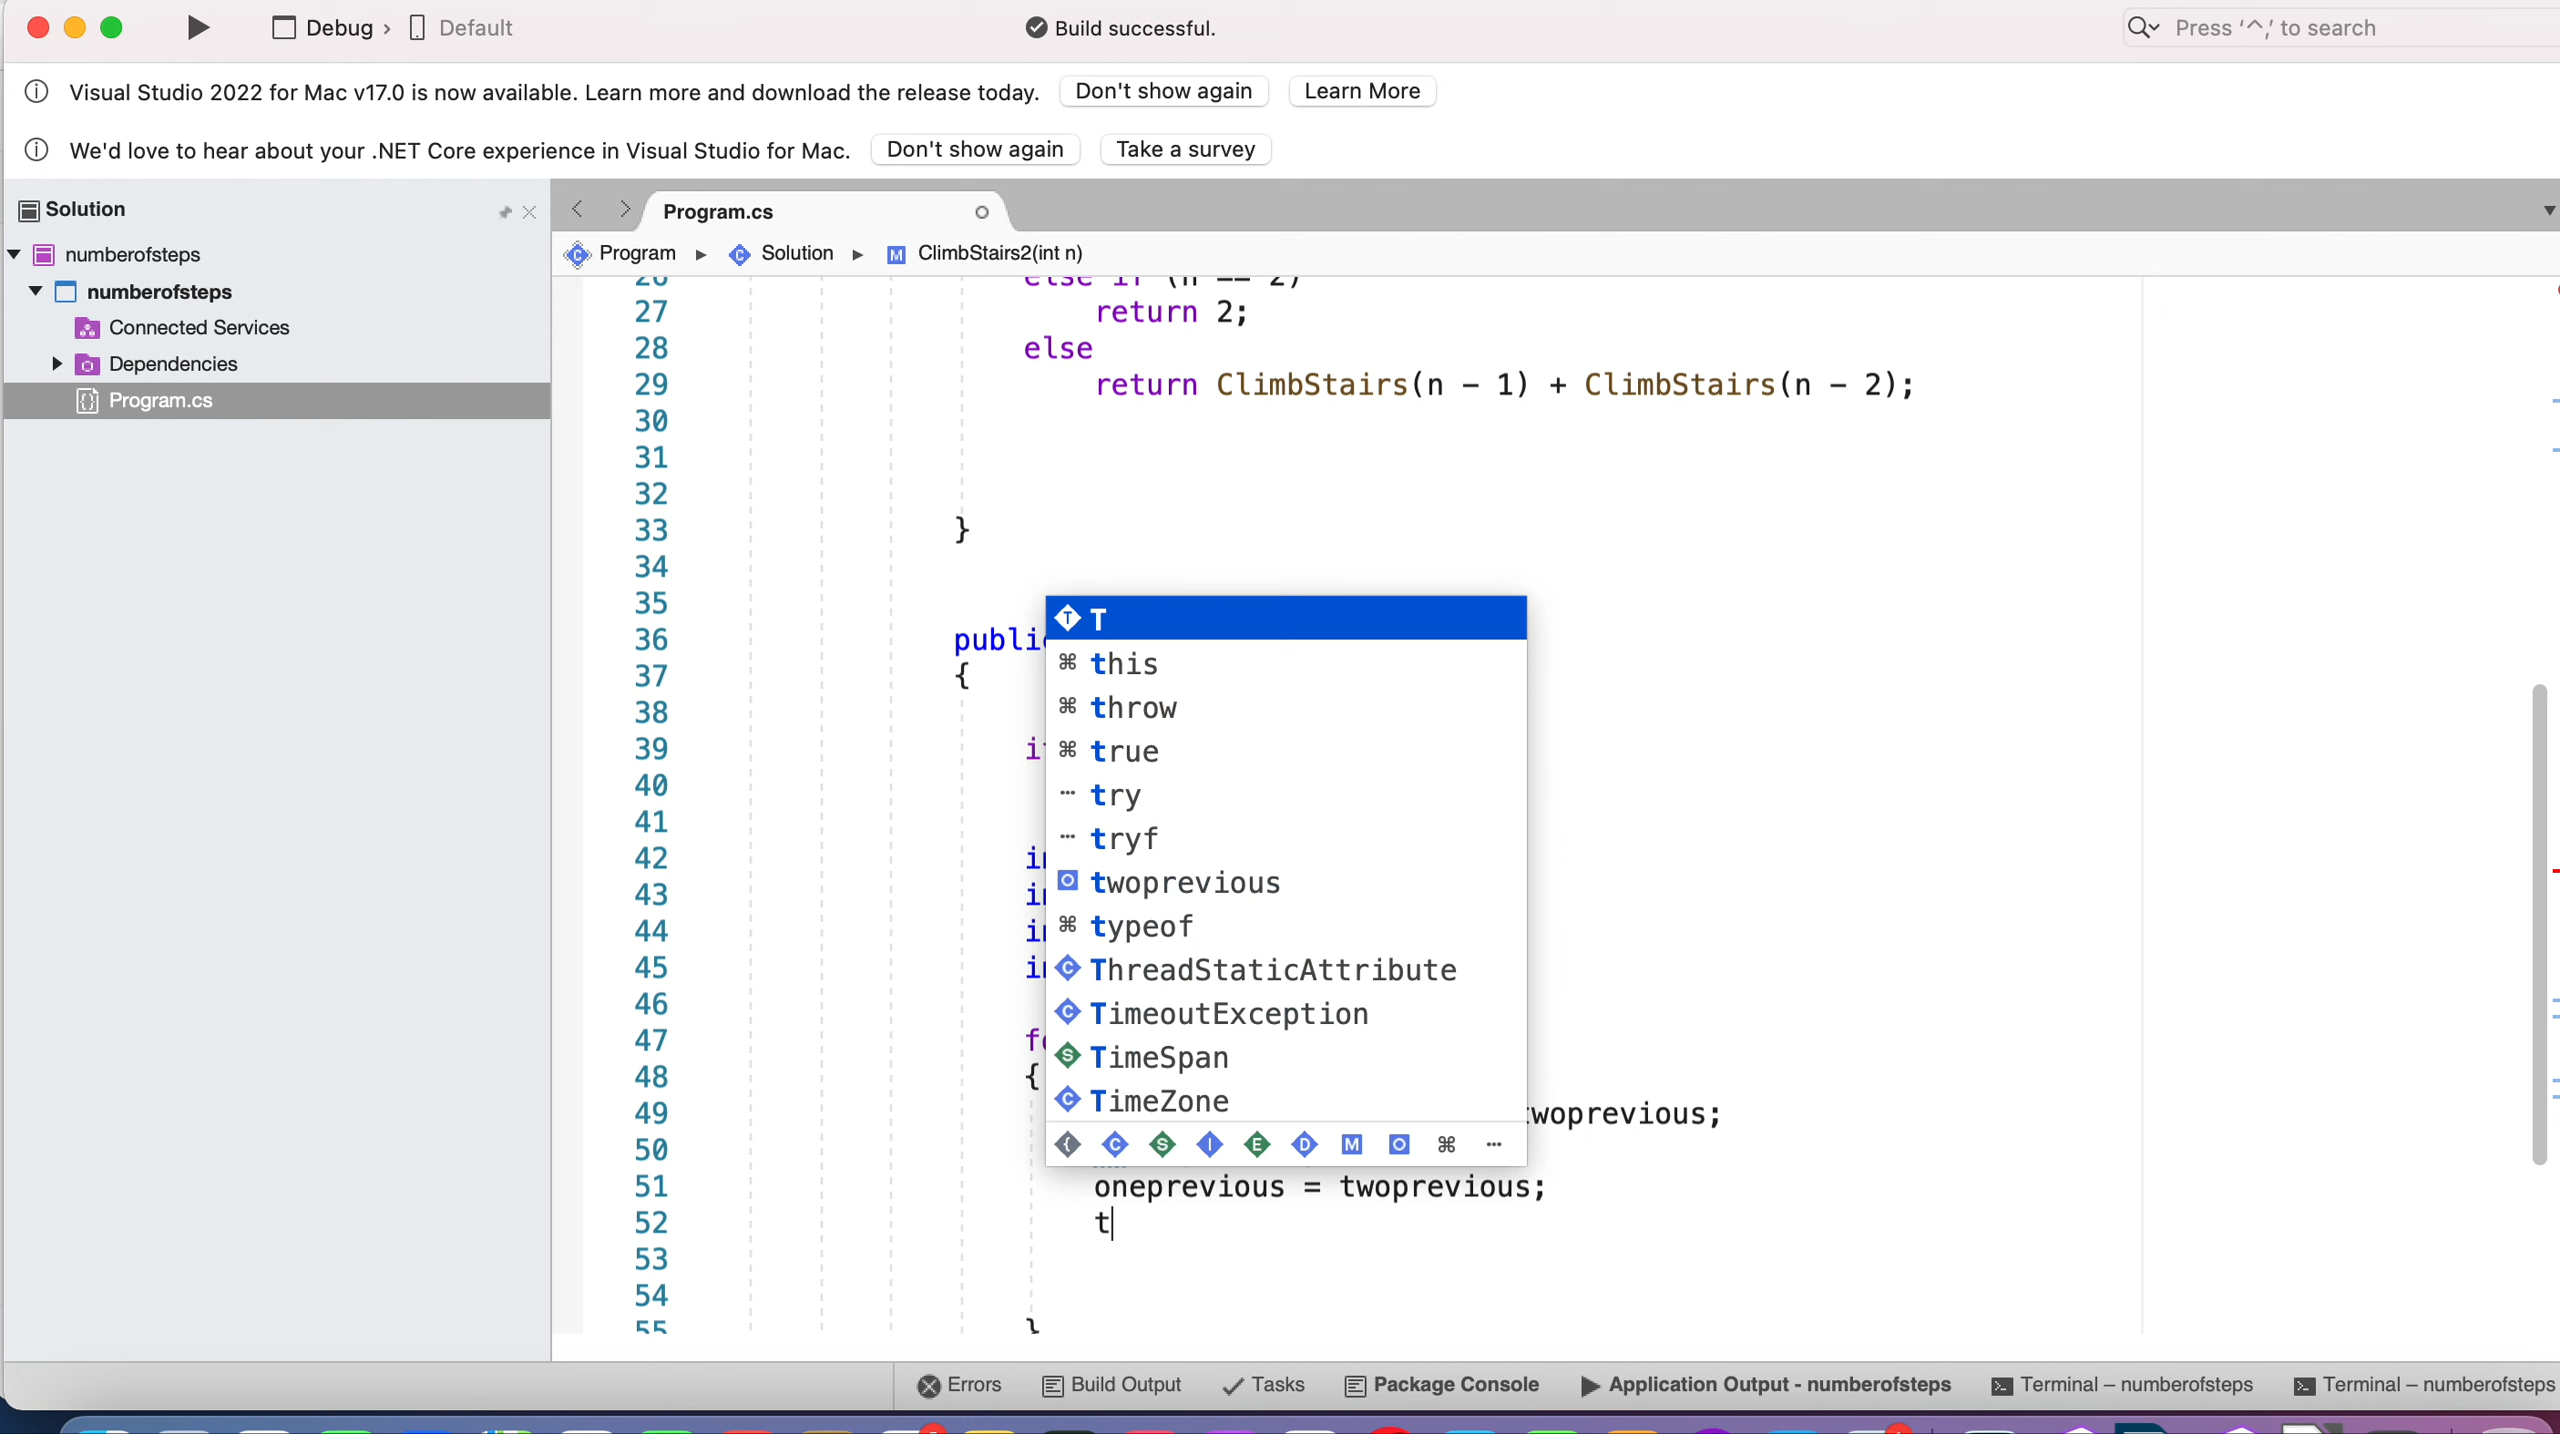 Debug › Default
Build successful.
Press '^,' to search
Visual Studio 2022 for Mac v17.0 is now available. Learn more and download the release today.
Don't show again
Learn More
We'd love to hear about your .NET Core experience in Visual Studio for Mac.
Don't show again
Take a survey
Solution
Program.cs
numberofsteps
Program
Solution
ClimbStairs2(int n)
numberofsteps
Connected Services
Dependencies
Program.cs
26 else if (n == 2)
27 return 2;
28 else
29 return ClimbStairs(n - 1) + ClimbStairs(n - 2);
30
31
32
33 }
34
35
36
37 {
38
39
40
41
42
43
44
45
46
47
48 {
49 twoprevious;
50
51 oneprevious = twoprevious;
52 t
53
54
55 }
T
this
throw
true
try
tryf
twoprevious
typeof
ThreadStaticAttribute
TimeoutException
TimeSpan
TimeZone
Errors
Build Output
Tasks
Package Console
Application Output - numberofsteps
Terminal – numberofsteps
Terminal – numberofsteps